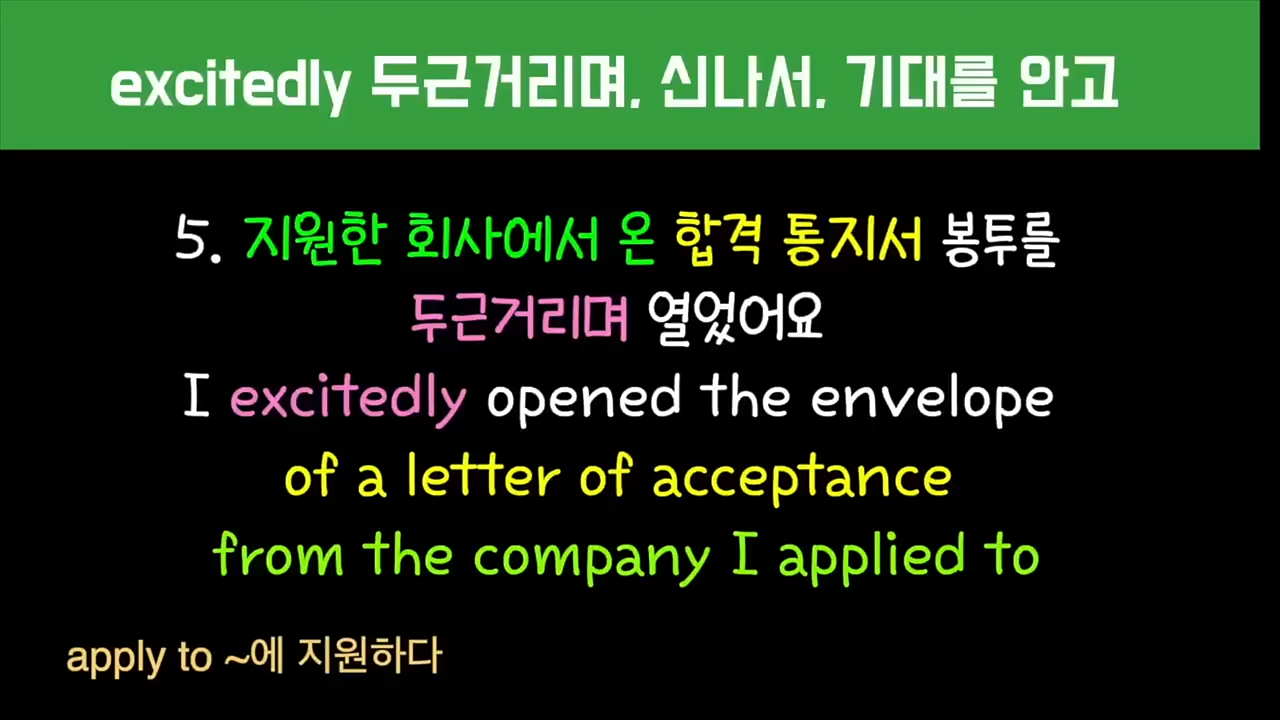 excitedly 두근거리며, 신나서, 기대를 안고
5. 지원한 회사에서 온 합격 통지서 봉투를
두근거리며 열었어요
I excitedly opened the envelope
of a letter of acceptance
from the company I applied to
apply to ~에 지원하다